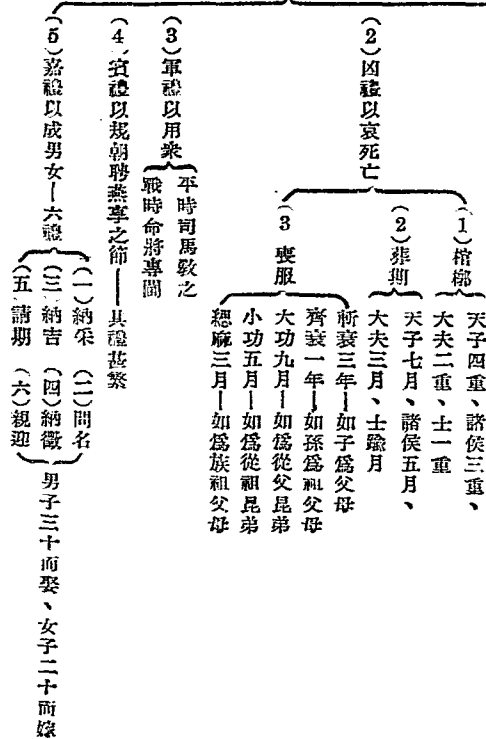 (2)凶禮以哀死亡
(1)棺槨
天子四重、諸侯三重、
大夫二重、士一重
(2)葬期
天子七月、諸侯五月、
大夫三月、士踰月
(3)喪服
斬衰三年—如子爲父母
齊衰一年—如孫爲祖父母
大功九月—如爲從父昆弟
小功五月—如爲從祖昆弟
緦麻三月—如爲族祖父母
(3)軍禮以用衆
平時司馬敎之
戰時命將專閫
(4)賓禮以規朝聘燕享之節——其禮甚繁
(5)嘉禮以成男女—六禮
(一)納采 (二)問名
(三)納吉 (四)納徵
(五)請期 (六)親迎
男子三十而娶、女子二十而嫁